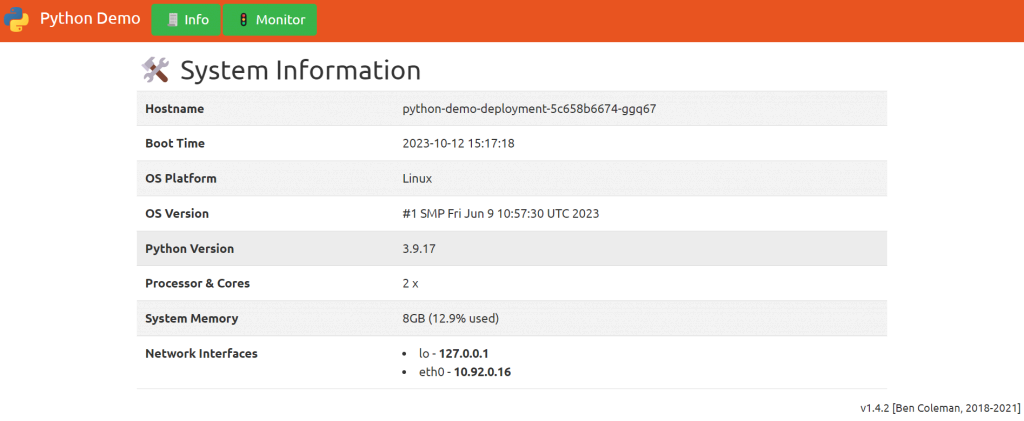 Python Demo Info Monitor
System Information
Hostname python-demo-deployment-5c658b6674-ggq67
Boot Time 2023-10-12 15:17:18
OS Platform Linux
OS Version #1 SMP Fri Jun 9 10:57:30 UTC 2023
Python Version 3.9.17
Processor & Cores 2 x
System Memory 8GB (12.9% used)
Network Interfaces • lo - 127.0.0.1
• eth0 - 10.92.0.16
v1.4.2 [Ben Coleman, 2018-2021]